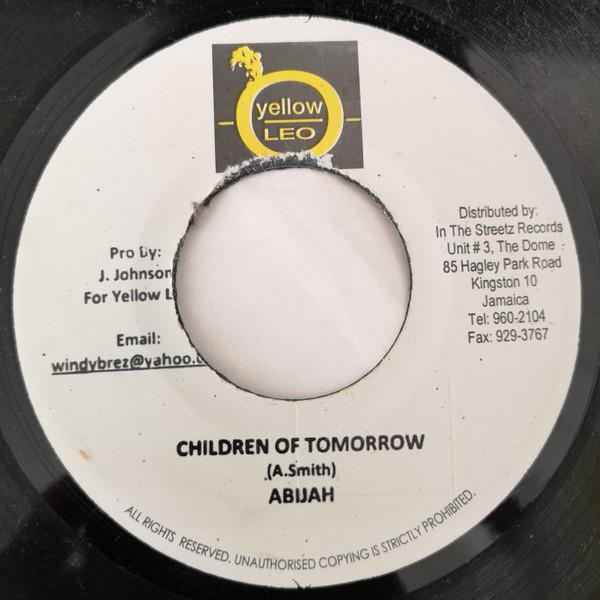 yellow
LEO
Pro By:
J. Johnson
For Yellow L
Email:
windybrez@yahoo.
Distributed by:
In The Streetz Records
Unit # 3, The Dome
85 Hagley Park Road
Kingston 10
Jamaica
Tel: 960-2104
Fax: 929-3767
CHILDREN OF TOMORROW
(A.Smith)
ABIJAH
ALL RIGHTS RESERVED. UNAUTHORISED COPYING IS STRICTLY PROHIBITED.